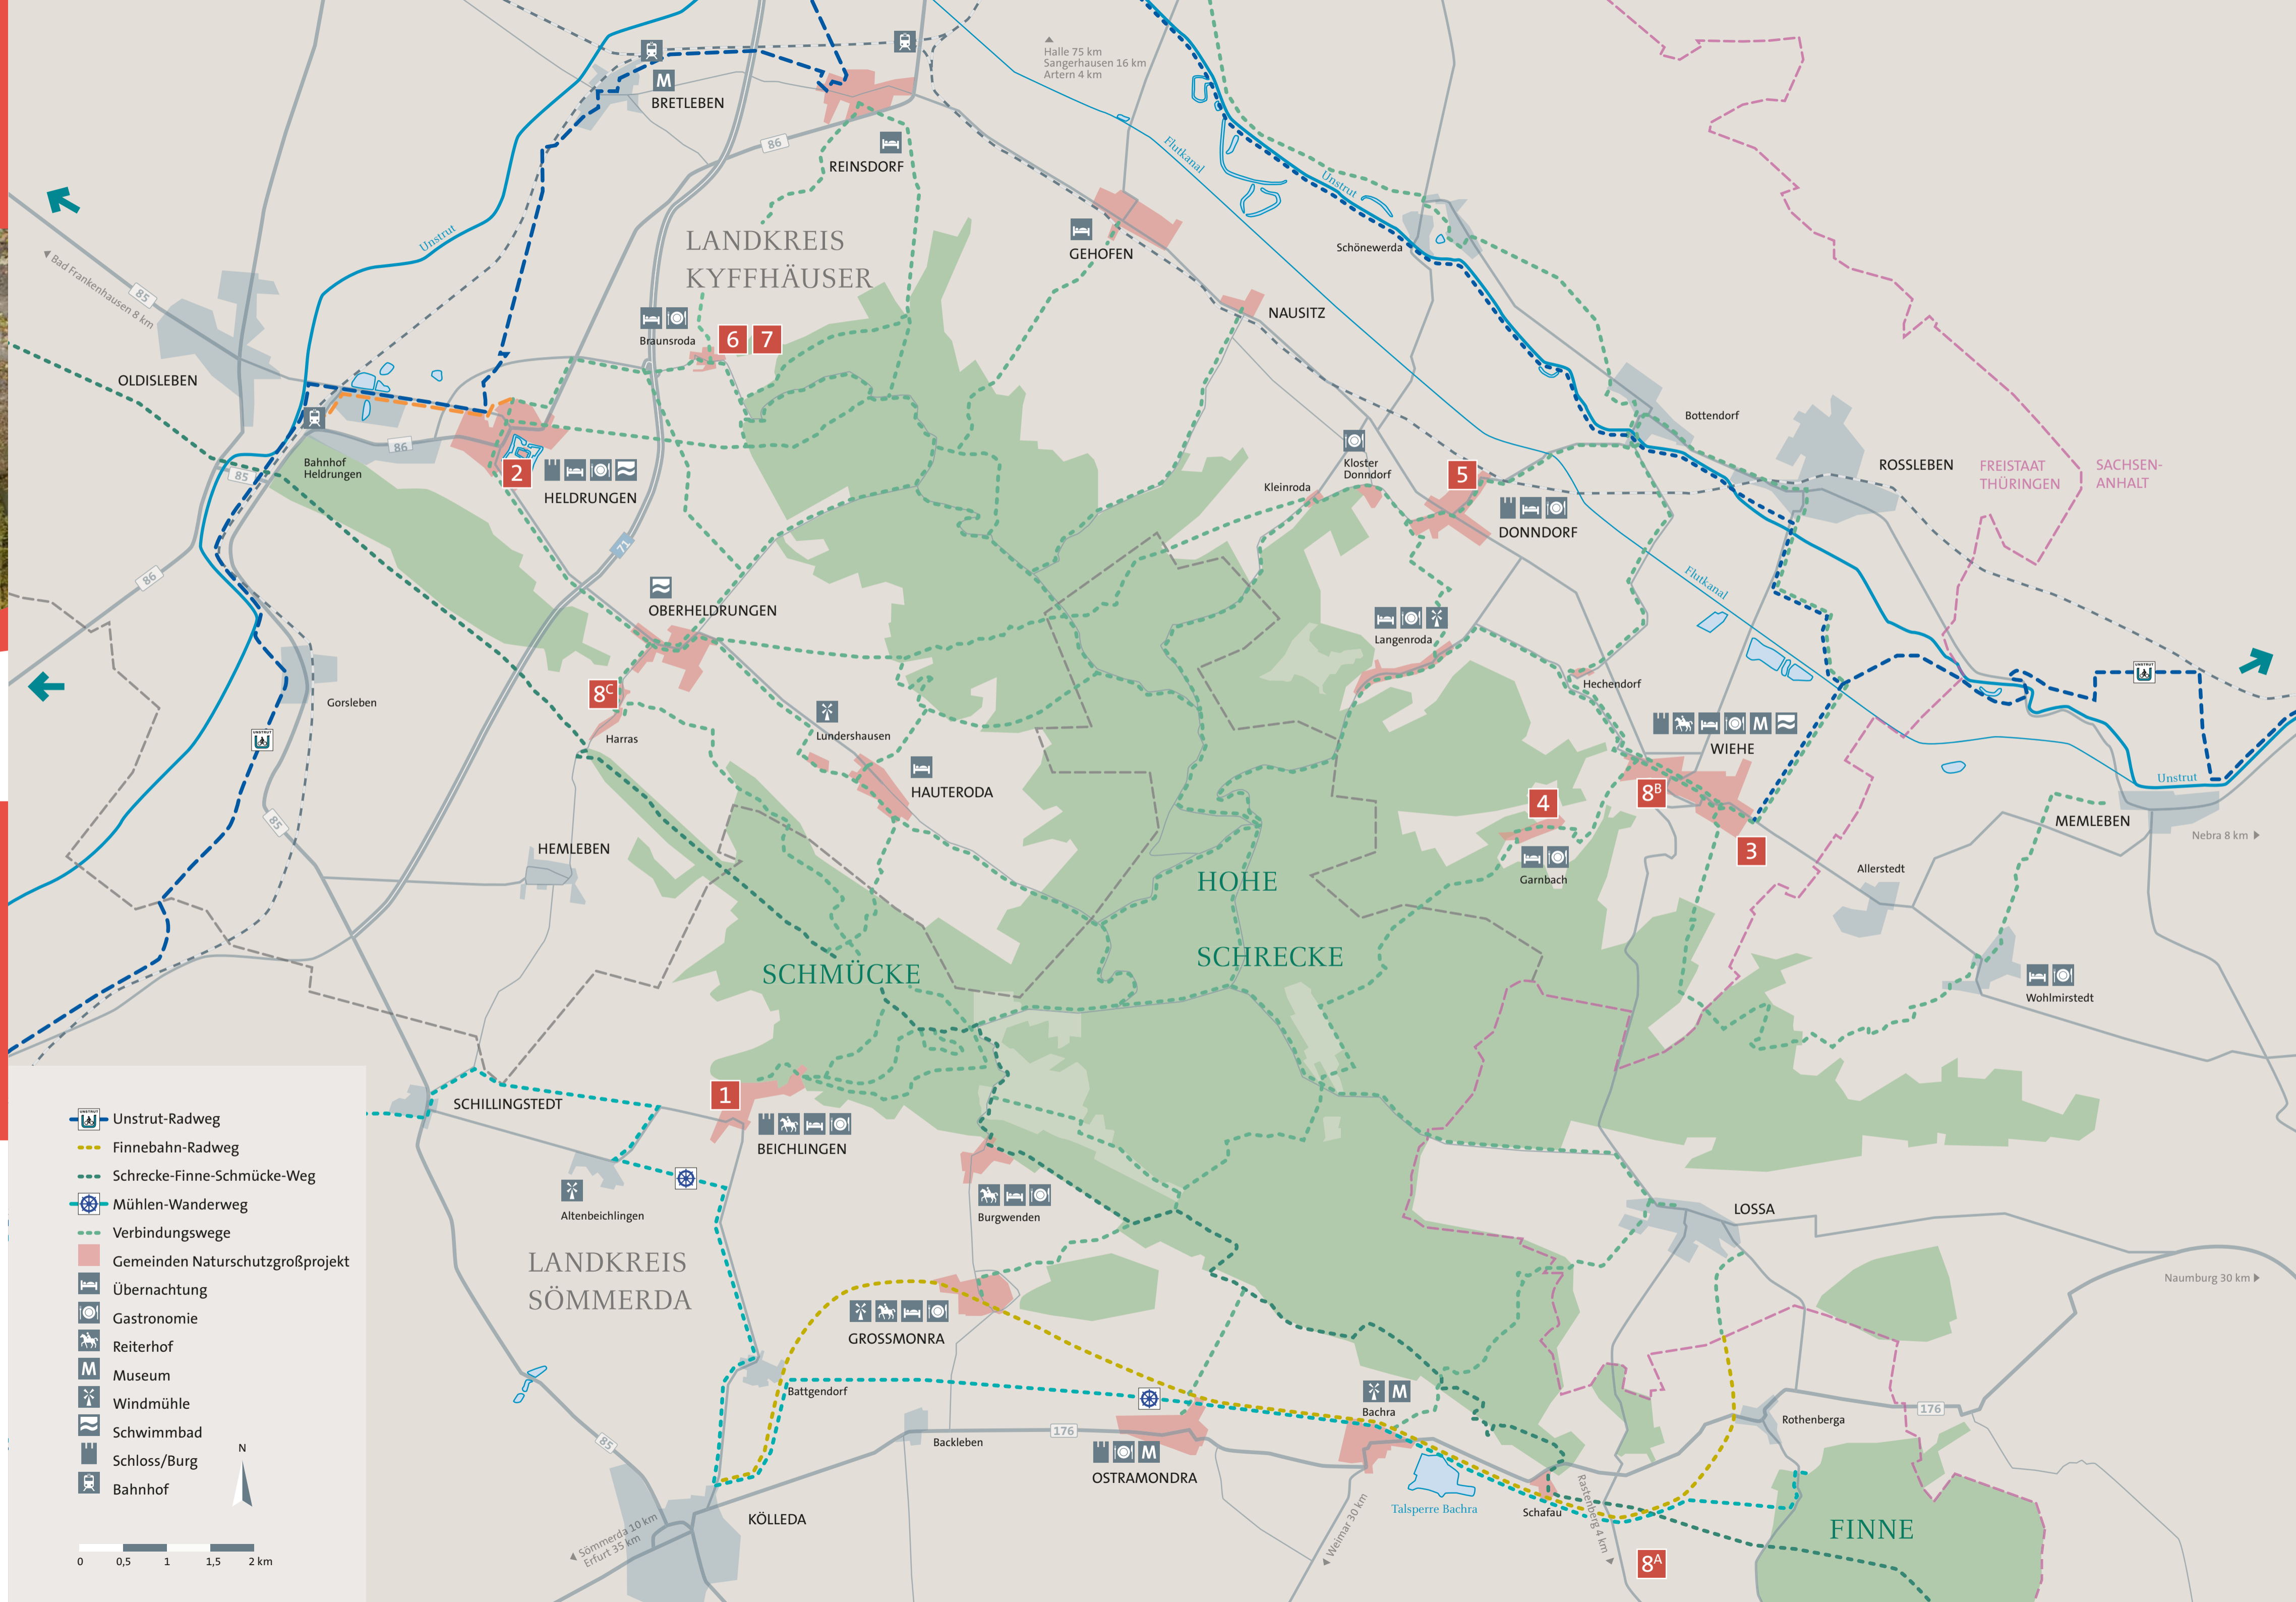 Halle 75 km
Sangerhausen 16 km
Artern 4 km
M
BRETLEBEN
86
REINSDORF
Flutkanal
Unstrut
Unstrut
LANDKREIS
KYFFHÄUSER
GEHOFEN
Schönewerda
Bad Frankenhausen 8 km
85
NAUSITZ
Braunsroda
6
7
OLDISLEBEN
Bottendorf
86
Bahnhof
Heldrungen
85
2
HELDRUNGEN
Kloster
Donndorf
Kleinroda
5
DONNDORF
ROSSLEBEN
FREISTAAT
THÜRINGEN
SACHSEN-
ANHALT
71
86
OBERHELDRUNGEN
Flutkanal
Langenroda
Hechendorf
8C
Gorsleben
Harras
Lundershausen
UNSTRUT
UNSTRUT
M
WIEHE
HAUTERODA
8B
4
3
Unstrut
MEMLEBEN
Nebra 8 km
85
HEMLEBEN
Garnbach
Allerstedt
HOHE
SCHRECKE
SCHMÜCKE
Wohlmirstedt
SCHILLINGSTEDT
1
BEICHLINGEN
Altenbeichlingen
Burgwenden
LOSSA
LANDKREIS
SÖMMERDA
Naumburg 30 km
GROSSMONRA
Battgendorf
M
Bachra
Rothenberga
176
85
Backleben
176
M
OSTRAMONDRA
Talsperre Bachra
Schafau
Rastenberg 4 km
Weimar 30 km
KÖLLEDA
Sömmerda 10 km
Erfurt 35 km
FINNE
8A
UNSTRUT
Unstrut-Radweg
Finnebahn-Radweg
Schrecke-Finne-Schmücke-Weg
Mühlen-Wanderweg
Verbindungswege
Gemeinden Naturschutzgroßprojekt
Übernachtung
Gastronomie
Reiterhof
M Museum
Windmühle
Schwimmbad
Schloss/Burg
Bahnhof
N
0 0,5 1 1,5 2 km